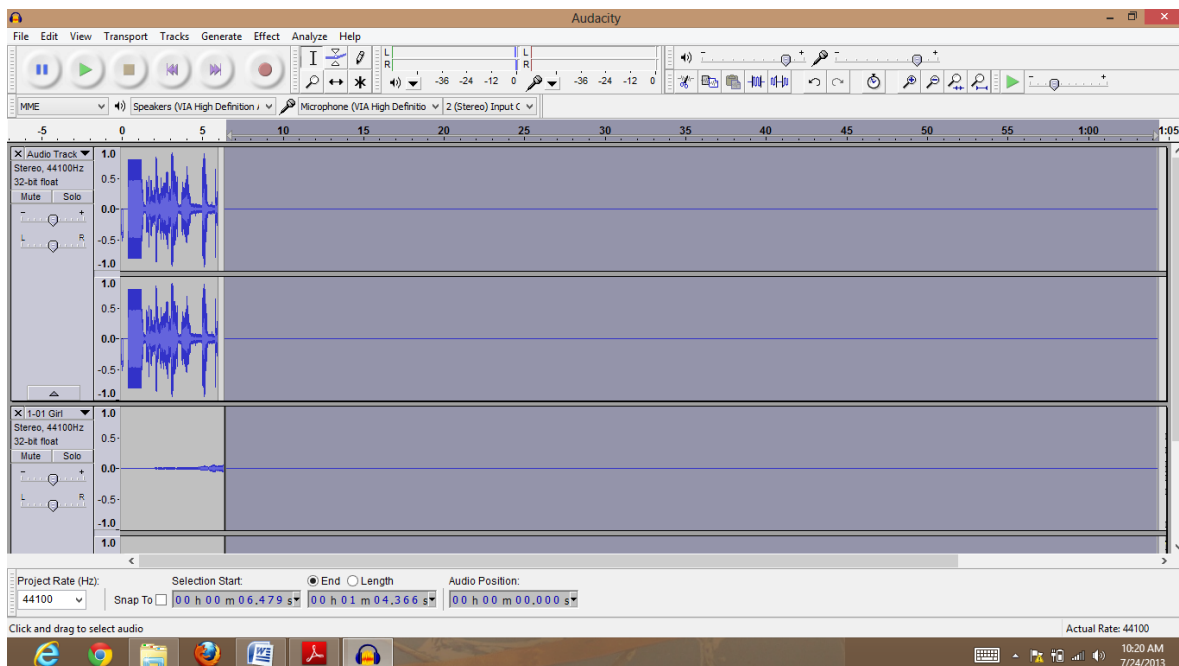 Audacity
File Edit View Transport Tracks Generate Effect Analyze Help
L
R
L
R
-36 -24 -12 0
-36 -24 -12 0
MME
Speakers (VIA High Definition
Microphone (VIA High Definitio
2 (Stereo) Input C
-5 0 5 10 15 20 25 30 35 40 45 50 55 1:00 1:05
Audio Track
Stereo, 44100Hz
32-bit float
Mute Solo
- +
L R
1.0
0.5
0.0
-0.5
-1.0
1.0
0.5
0.0
-0.5
-1.0
1-01 Girl
Stereo, 44100Hz
32-bit float
Mute Solo
- +
L R
1.0
0.5
0.0
-0.5
-1.0
1.0
Project Rate (Hz):
44100
Snap To
Selection Start:
00 h 00 m 06.479 s
End Length
00 h 01 m 04.366 s
Audio Position:
00 h 00 m 00.000 s
Click and drag to select audio
Actual Rate: 44100
10:20 AM
7/24/2013